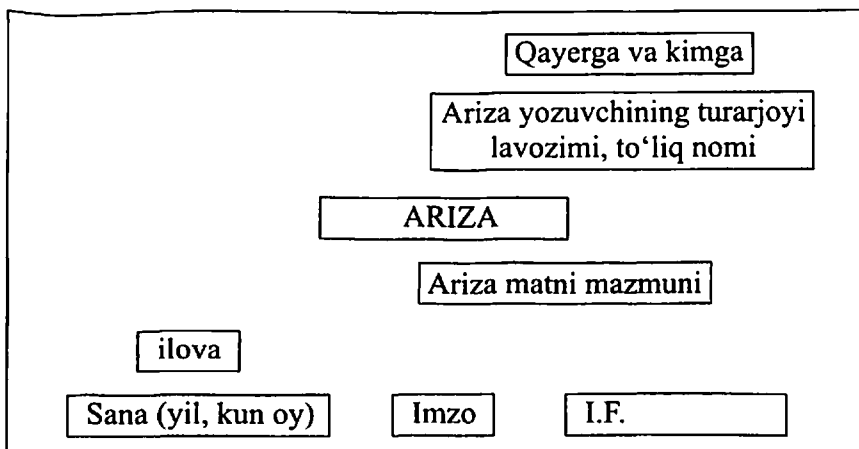 Qayerga va kimga
Ariza yozuvchining turarjoyi
lavozimi, to‘liq nomi
ARIZA
Ariza matni mazmuni
ilova
Sana (yil, kun oy) Imzo I.F.